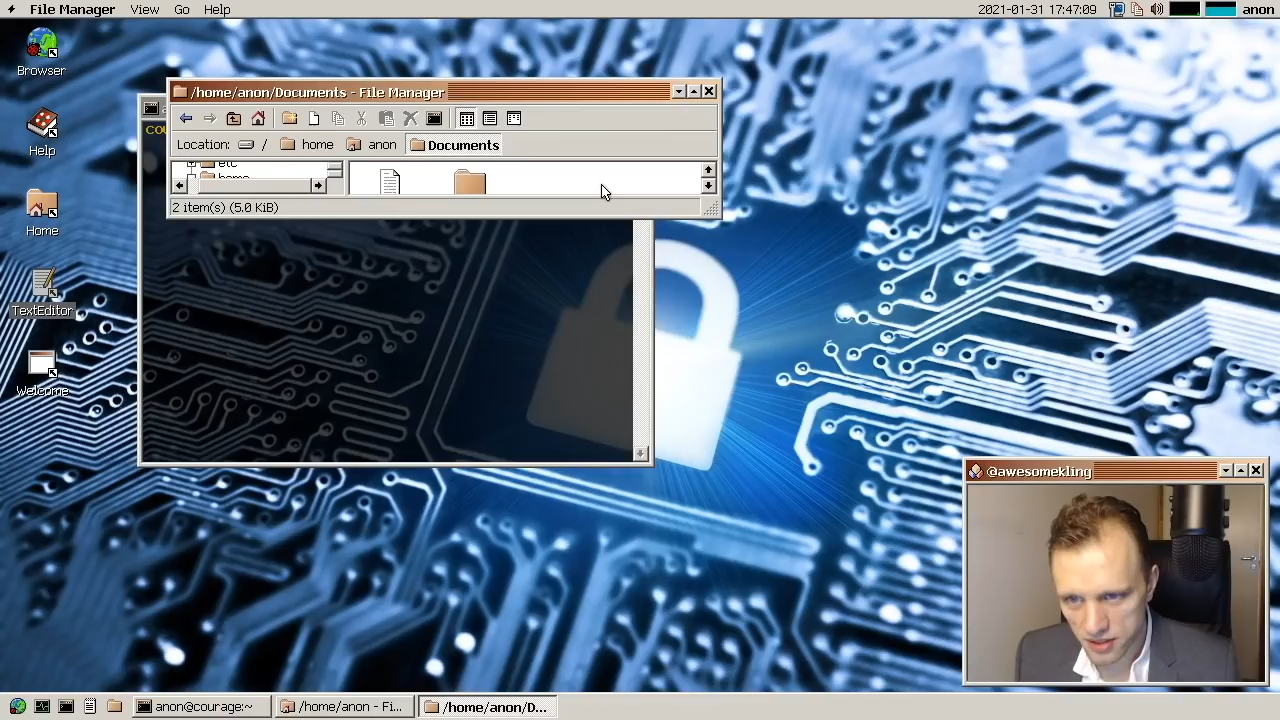 File Manager View Go Help 2021-01-31 17:47:09 anon
Browser
Help
Home
TextEditor
Welcome
/home/anon/Documents - File Manager
Location: / home anon Documents
etc
home
2 item(s) (5.0 KiB)
@awesomekling
anon@courage:~ /home/anon - Fi... /home/anon/D...